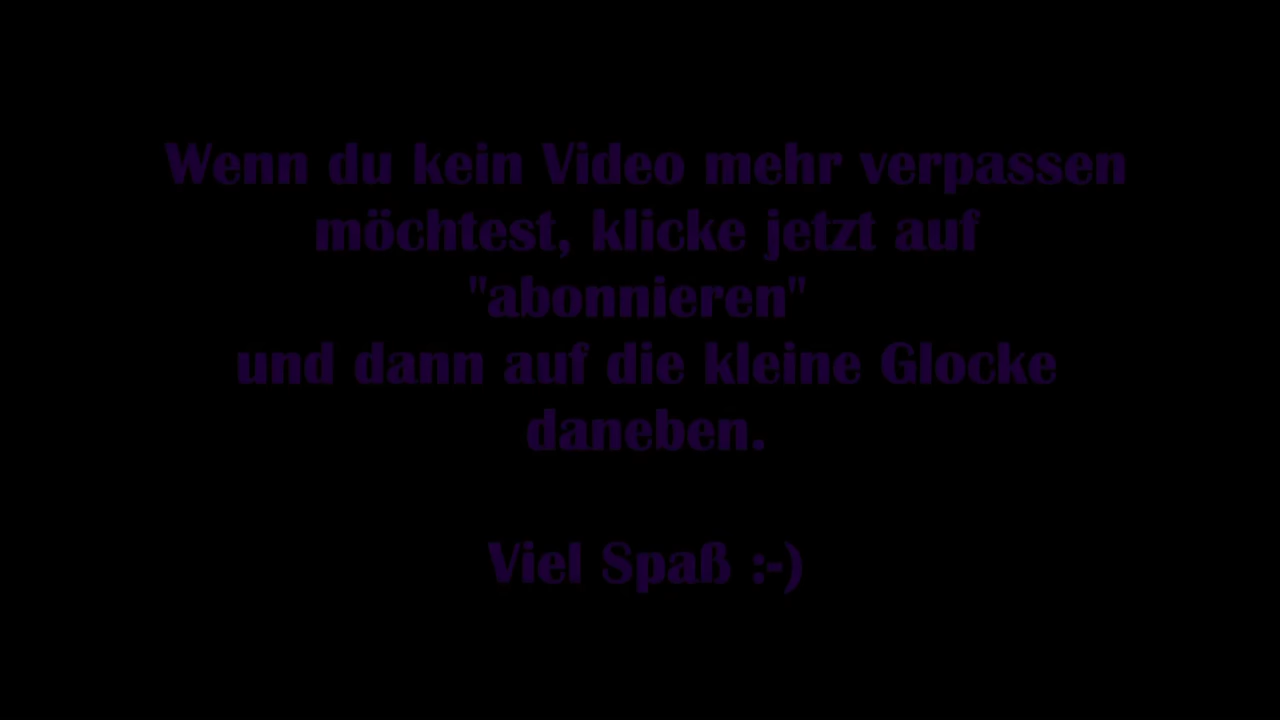 Wenn du kein Video mehr verpassen
möchtest, klicke jetzt auf
"abonnieren"
und dann auf die kleine Glocke
daneben.
Viel Spaß :-)